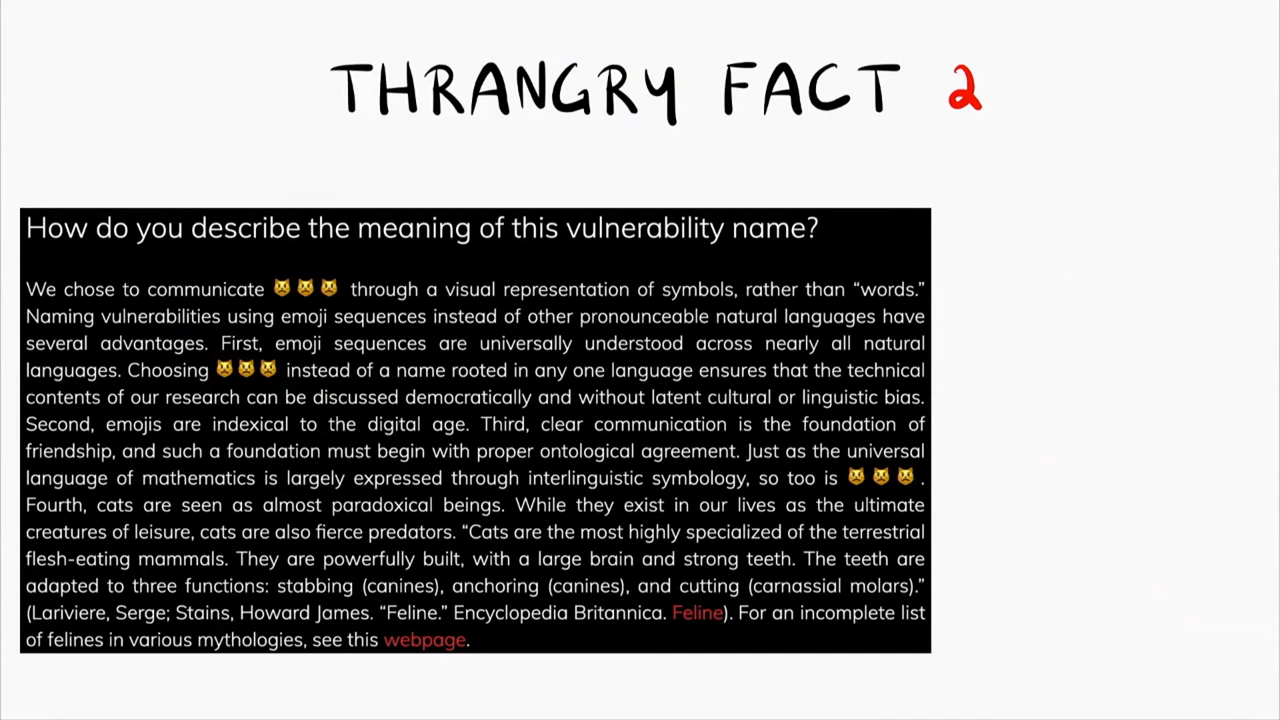 THRANGRY FACT 2
How do you describe the meaning of this vulnerability name?
We chose to communicate 😾😾😾 through a visual representation of symbols, rather than “words.”
Naming vulnerabilities using emoji sequences instead of other pronounceable natural languages have
several advantages. First, emoji sequences are universally understood across nearly all natural
languages. Choosing 😾😾😾 instead of a name rooted in any one language ensures that the technical
contents of our research can be discussed democratically and without latent cultural or linguistic bias.
Second, emojis are indexical to the digital age. Third, clear communication is the foundation of
friendship, and such a foundation must begin with proper ontological agreement. Just as the universal
language of mathematics is largely expressed through interlinguistic symbology, so too is 😾😾😾.
Fourth, cats are seen as almost paradoxical beings. While they exist in our lives as the ultimate
creatures of leisure, cats are also fierce predators. “Cats are the most highly specialized of the terrestrial
flesh-eating mammals. They are powerfully built, with a large brain and strong teeth. The teeth are
adapted to three functions: stabbing (canines), anchoring (canines), and cutting (carnassial molars).”
(Lariviere, Serge; Stains, Howard James. “Feline.” Encyclopedia Britannica. Feline). For an incomplete list
of felines in various mythologies, see this webpage.